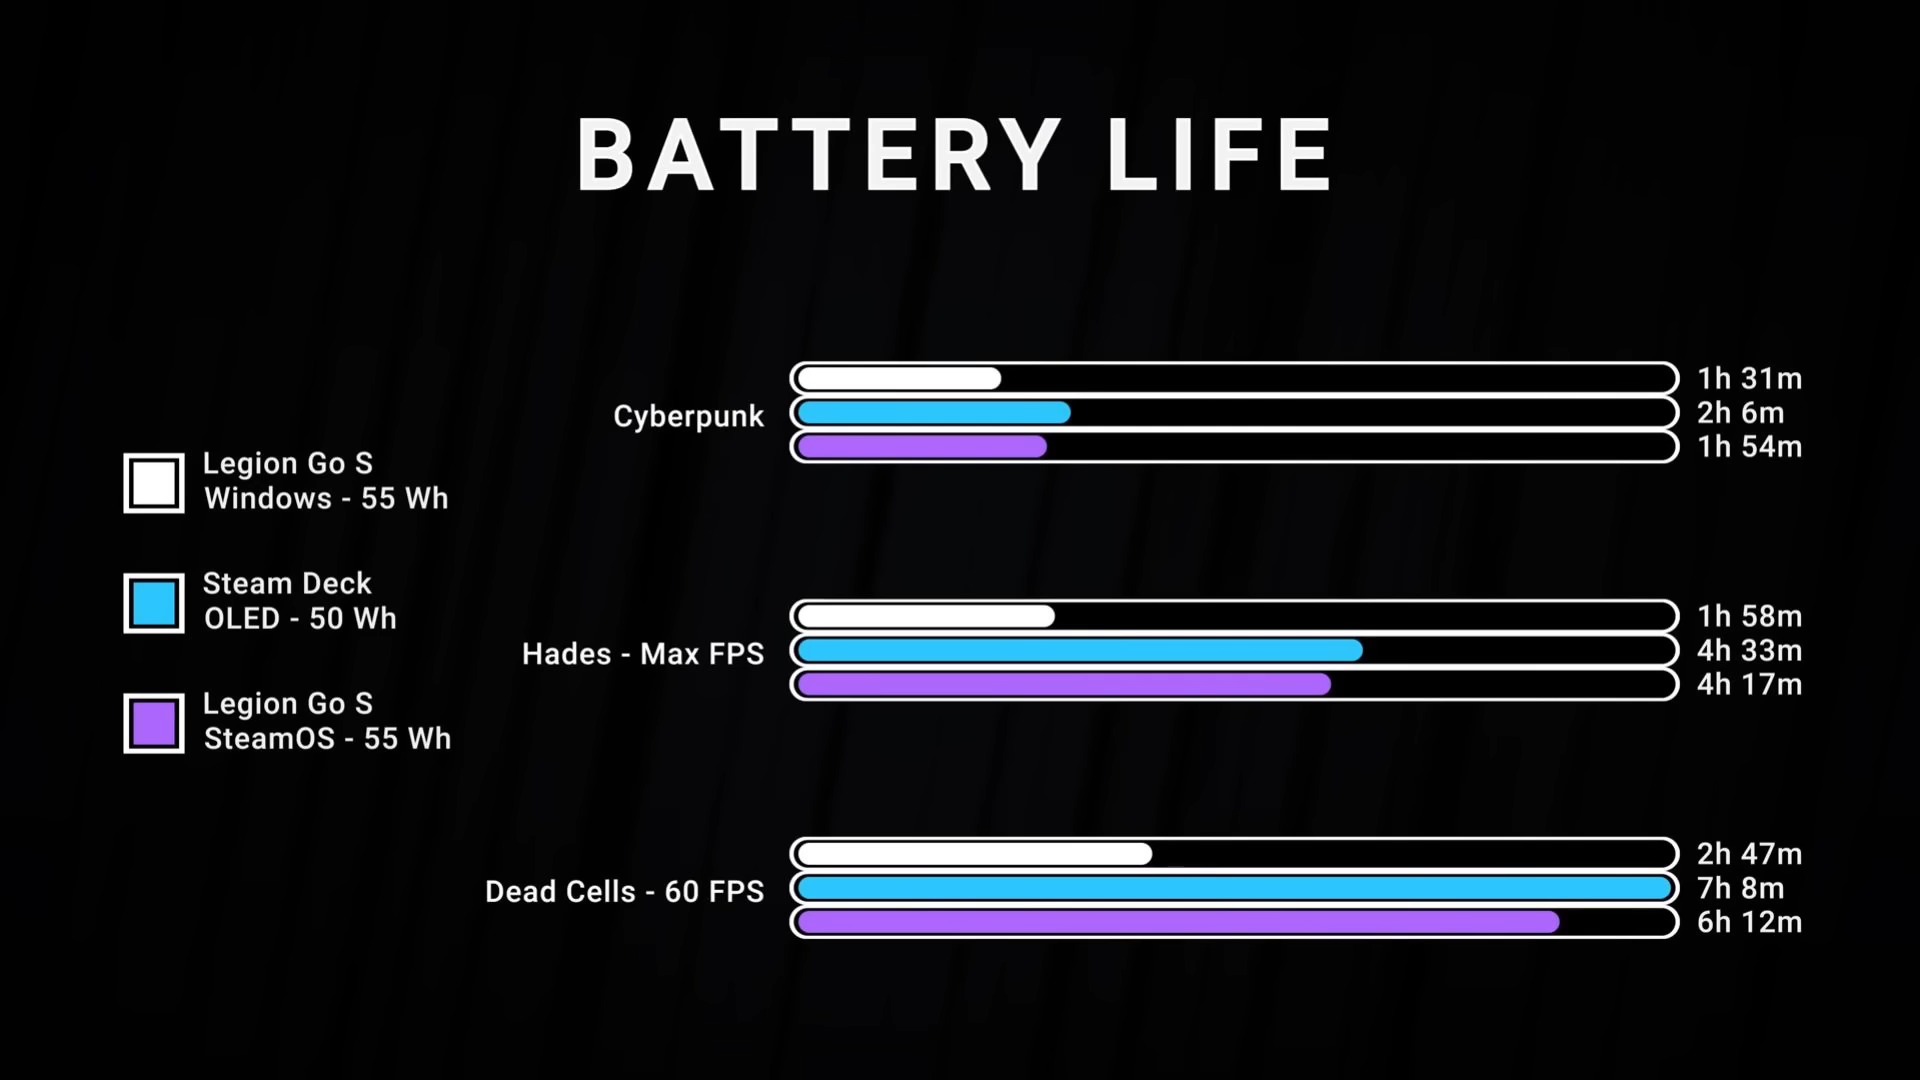 BATTERY LIFE
Legion Go S
Windows - 55 Wh
Steam Deck
OLED - 50 Wh
Legion Go S
SteamOS - 55 Wh
Cyberpunk
1h 31m
2h 6m
1h 54m
Hades - Max FPS
1h 58m
4h 33m
4h 17m
Dead Cells - 60 FPS
2h 47m
7h 8m
6h 12m